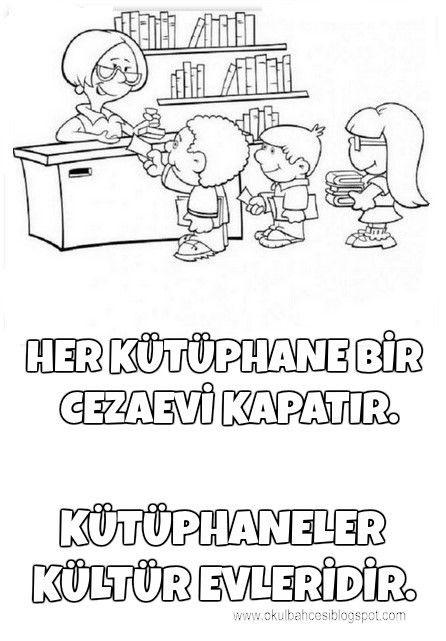 HER KÜTÜPHANE BİR
CEZAEVİ KAPATIR.
KÜTÜPHANELER
KÜLTÜR EVLERİDİR.
www.okulbahcesiblogspot.com